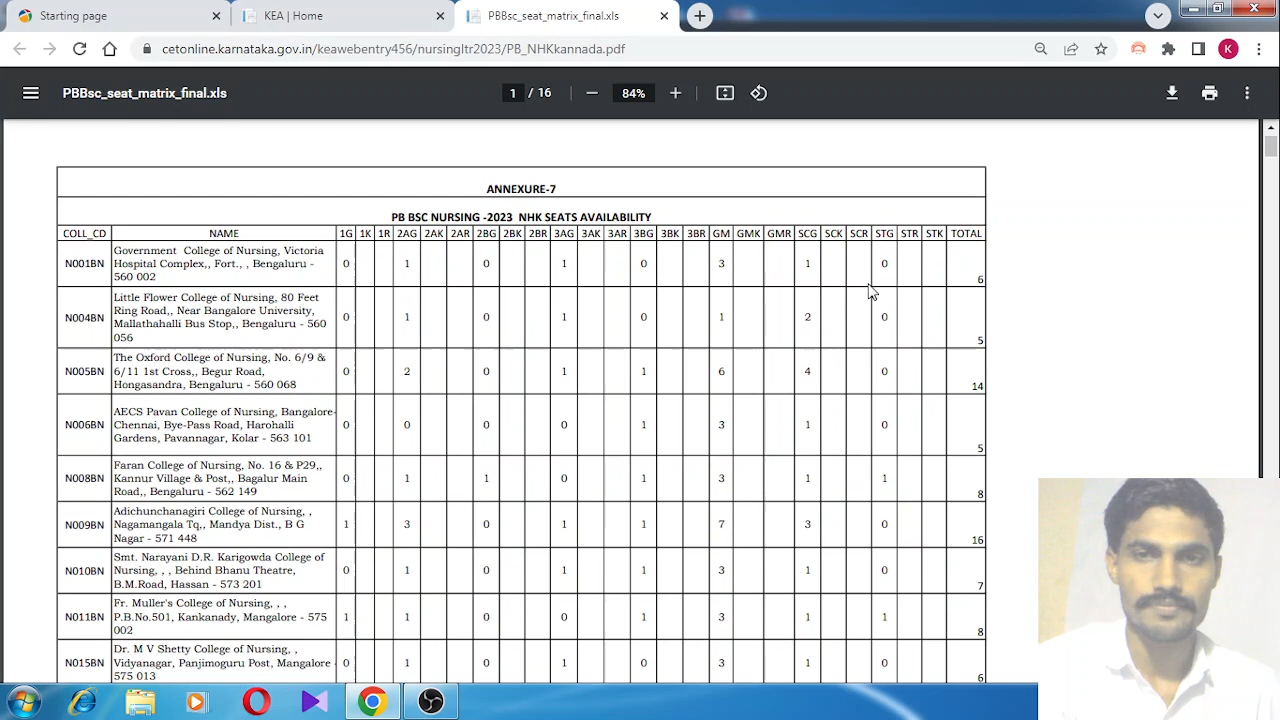 Starting page
KEA | Home
PBBsc_seat_matrix_final.xls
cetonline.karnataka.gov.in/keawebentry456/nursingltr2023/PB_NHKkannada.pdf
K
PBBsc_seat_matrix_final.xls
1 / 16
84%
ANNEXURE-7
PB BSC NURSING -2023 NHK SEATS AVAILABILITY
COLL_CD NAME 1G 1K 1R 2AG 2AK 2AR 2BG 2BK 2BR 3AG 3AK 3AR 3BG 3BK 3BR GM GMK GMR SCG SCK SCR STG STR STK TOTAL
Government College of Nursing, Victoria
N001BN Hospital Complex,, Fort., , Bengaluru - 0 1 0 1 0 3 1 0
560 002 6
Little Flower College of Nursing, 80 Feet
Ring Road,, Near Bangalore University,
N004BN Mallathahalli Bus Stop,, Bengaluru - 560 0 1 0 1 0 1 2 0
056 5
The Oxford College of Nursing, No. 6/9 &
N005BN 6/11 1st Cross,, Begur Road, 0 2 0 1 1 6 4 0
Hongasandra, Bengaluru - 560 068 14
AECS Pavan College of Nursing, Bangalore-
N006BN Chennai, Bye-Pass Road, Harohalli 0 0 0 0 1 3 1 0
Gardens, Pavannagar, Kolar - 563 101 5
Faran College of Nursing, No. 16 & P29,,
N008BN Kannur Village & Post,, Bagalur Main 0 1 1 0 1 3 1 1
Road,, Bengaluru - 562 149 8
Adichunchanagiri College of Nursing, ,
N009BN Nagamangala Tq,, Mandya Dist., B G 1 3 0 1 1 7 3 0
Nagar - 571 448 16
Smt. Narayani D.R. Karigowda College of
N010BN Nursing, , , Behind Bhanu Theatre, 0 1 0 1 1 3 1 0
B.M.Road, Hassan - 573 201 7
Fr. Muller's College of Nursing, , ,
N011BN P.B.No.501, Kankanady, Mangalore - 575 1 1 0 0 1 3 1 1
002 8
Dr. M V Shetty College of Nursing, ,
N015BN Vidyanagar, Panjimoguru Post, Mangalore - 0 1 0 1 0 3 1 0
575 013 6